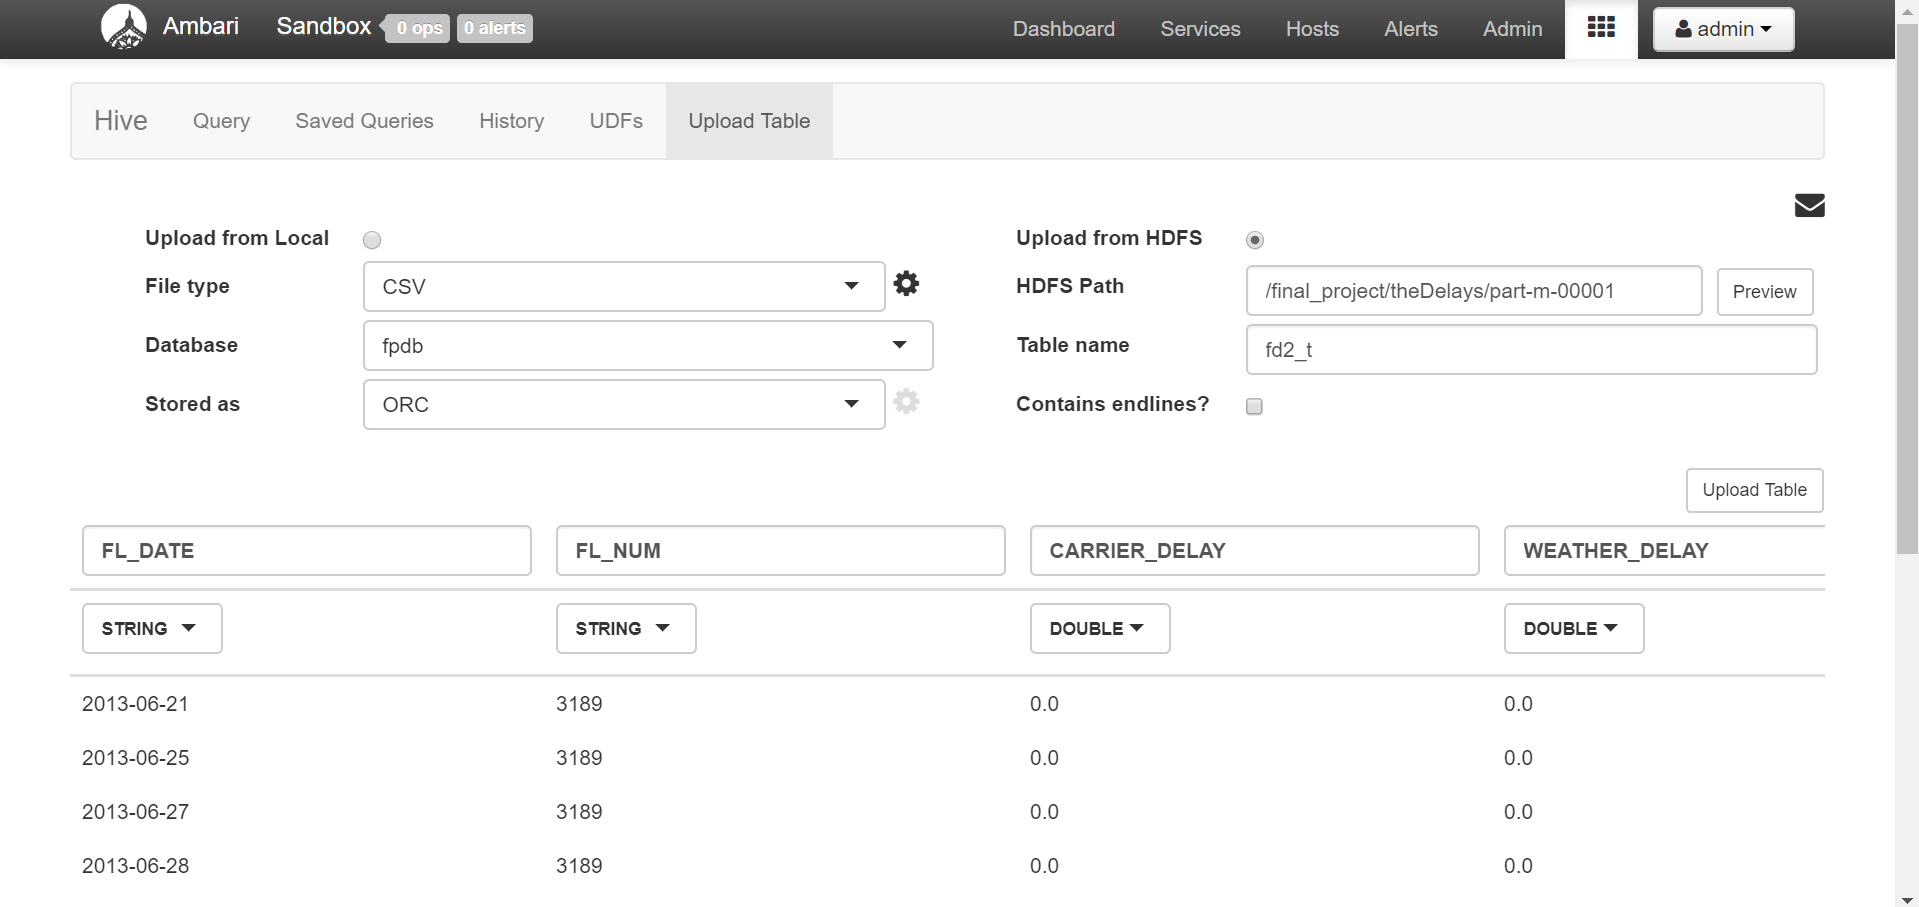 Ambari Sandbox 0 ops 0 alerts Dashboard Services Hosts Alerts Admin admin
Hive Query Saved Queries History UDFs Upload Table
Upload from Local Upload from HDFS
File type CSV HDFS Path /final_project/theDelays/part-m-00001 Preview
Database fpdb Table name fd2_t
Stored as ORC Contains endlines?
Upload Table
FL_DATE FL_NUM CARRIER_DELAY WEATHER_DELAY
STRING STRING DOUBLE DOUBLE
2013-06-21 3189 0.0 0.0
2013-06-25 3189 0.0 0.0
2013-06-27 3189 0.0 0.0
2013-06-28 3189 0.0 0.0